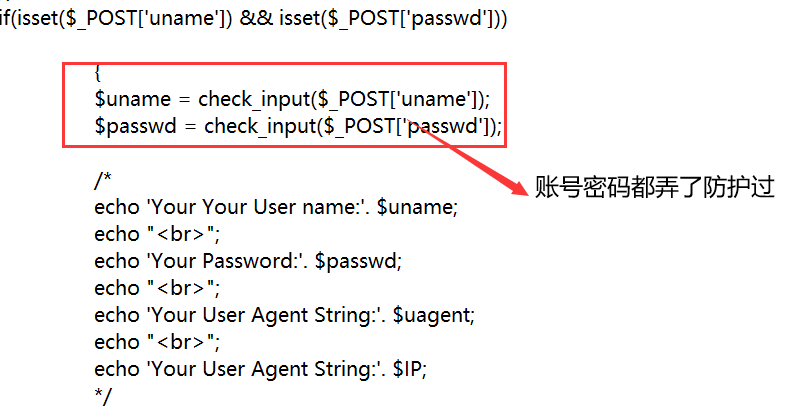 if(isset($_POST['uname']) && isset($_POST['passwd']))
{
$uname = check_input($_POST['uname']);
$passwd = check_input($_POST['passwd']);
账号密码都弄了防护过
/*
echo 'Your Your User name:'. $uname;
echo "<br>";
echo 'Your Password:'. $passwd;
echo "<br>";
echo 'Your User Agent String:'. $uagent;
echo "<br>";
echo 'Your User Agent String:'. $IP;
*/